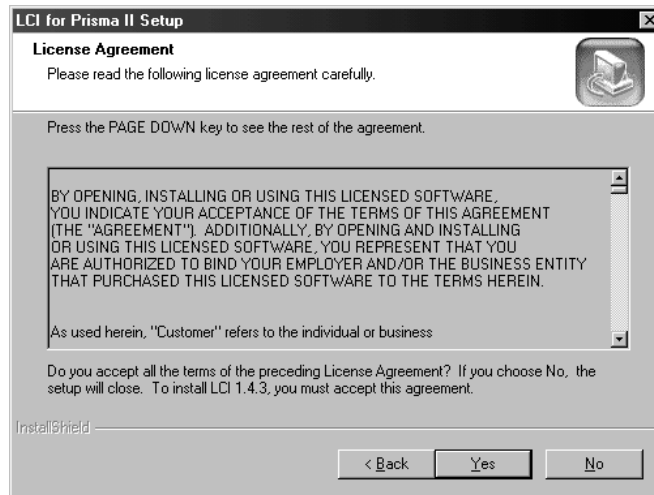 LCI for Prisma II Setup
License Agreement
Please read the following license agreement carefully.
Press the PAGE DOWN key to see the rest of the agreement.
BY OPENING, INSTALLING OR USING THIS LICENSED SOFTWARE,
YOU INDICATE YOUR ACCEPTANCE OF THE TERMS OF THIS AGREEMENT
(THE "AGREEMENT"). ADDITIONALLY, BY OPENING AND INSTALLING
OR USING THIS LICENSED SOFTWARE, YOU REPRESENT THAT YOU
ARE AUTHORIZED TO BIND YOUR EMPLOYER AND/OR THE BUSINESS ENTITY
THAT PURCHASED THIS LICENSED SOFTWARE TO THE TERMS HEREIN.
As used herein, "Customer" refers to the individual or business
Do you accept all the terms of the preceding License Agreement? If you choose No, the
setup will close. To install LCI 1.4.3, you must accept this agreement.
InstallShield
< Back Yes No